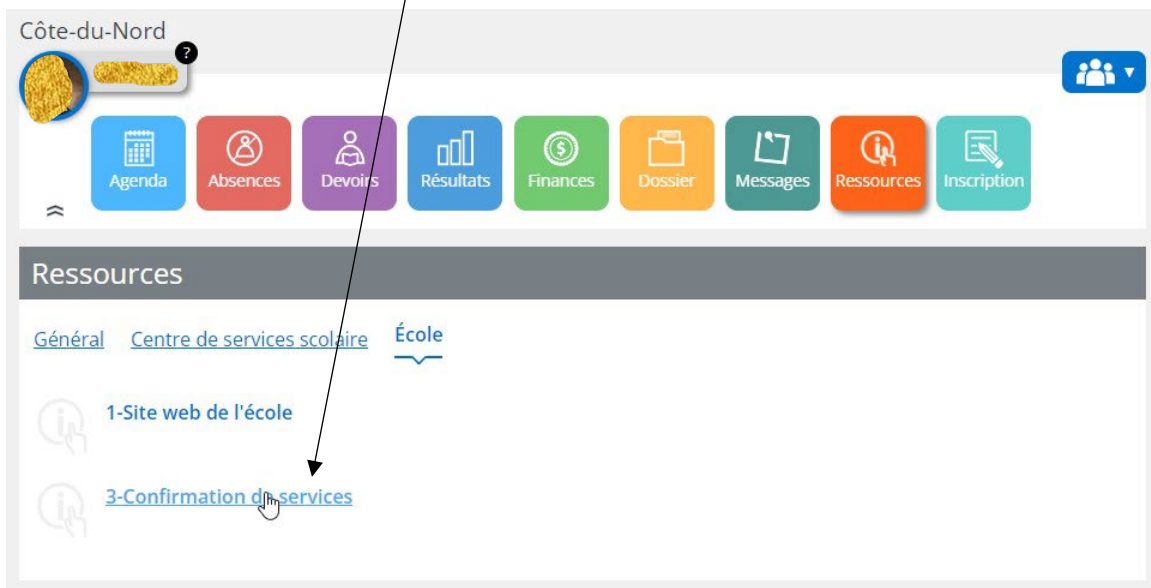 Côte-du-Nord
?
Agenda Absences Devoirs Résultats Finances Dossier Messages Ressources Inscription
Ressources
Général Centre de services scolaire École
1-Site web de l'école
3-Confirmation de services